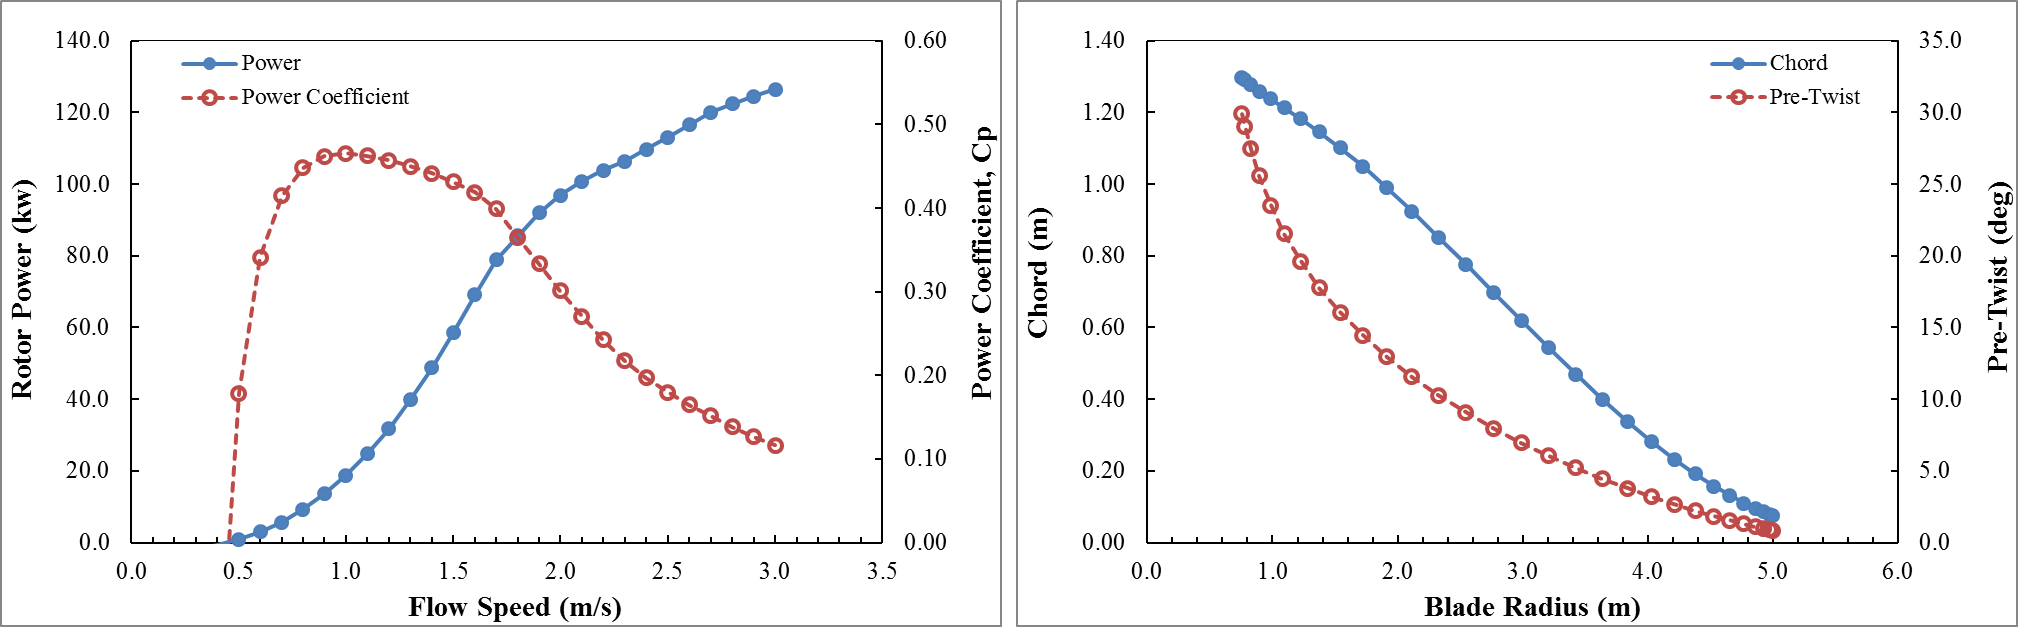 140.0
120.0
100.0
80.0
60.0
40.0
20.0
0.0
Rotor Power (kw)
Power
Power Coefficient
0.60
0.50
0.40
0.30
0.20
0.10
0.00
Power Coefficient, Cp
0.0 0.5 1.0 1.5 2.0 2.5 3.0 3.5
Flow Speed (m/s)
1.40
1.20
1.00
0.80
0.60
0.40
0.20
0.00
Chord (m)
Chord
Pre-Twist
35.0
30.0
25.0
20.0
15.0
10.0
5.0
0.0
Pre-Twist (deg)
0.0 1.0 2.0 3.0 4.0 5.0 6.0
Blade Radius (m)